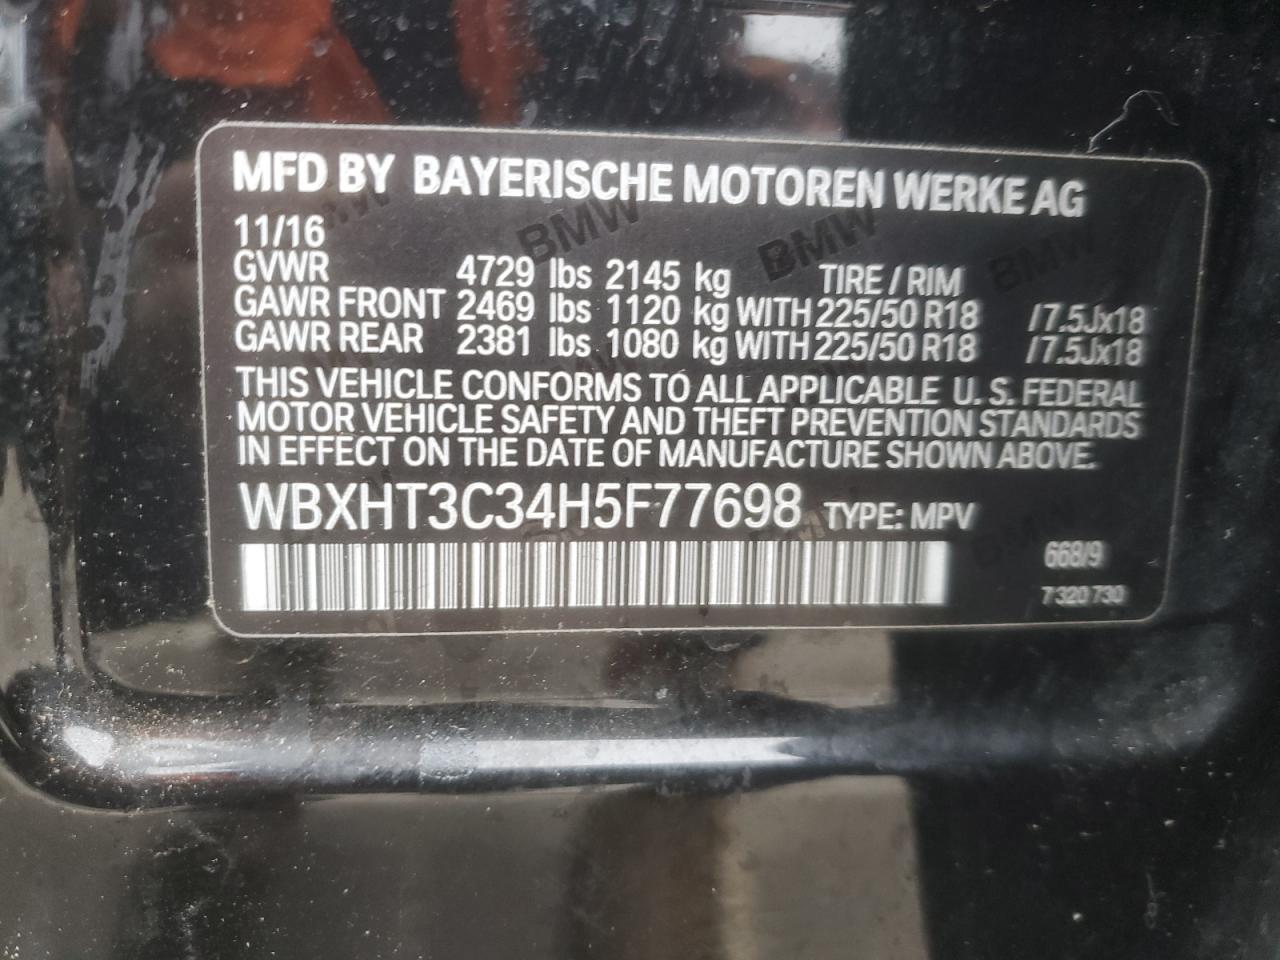 MFD BY BAYERISCHE MOTOREN WERKE AG
11/16
GVWR 4729 lbs 2145 kg TIRE / RIM
GAWR FRONT 2469 lbs 1120 kg WITH 225/50 R18 /7.5Jx18
GAWR REAR 2381 lbs 1080 kg WITH 225/50 R18 /7.5Jx18
THIS VEHICLE CONFORMS TO ALL APPLICABLE U.S. FEDERAL
MOTOR VEHICLE SAFETY AND THEFT PREVENTION STANDARDS
IN EFFECT ON THE DATE OF MANUFACTURE SHOWN ABOVE.
WBXHT3C34H5F77698 TYPE: MPV
668/9
7 320 730
BMW
BMW
BMW